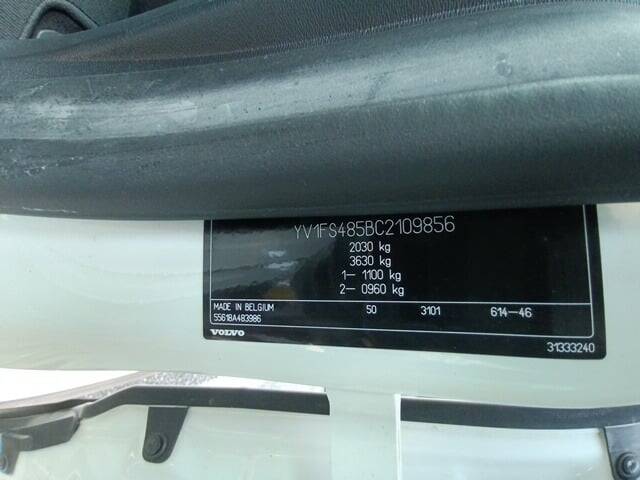 YV1FS485BC2109856
2030 kg
3630 kg
1- 1100 kg
2- 0960 kg
MADE IN BELGIUM 50 3101 614-46
55618A483986
VOLVO 31333240